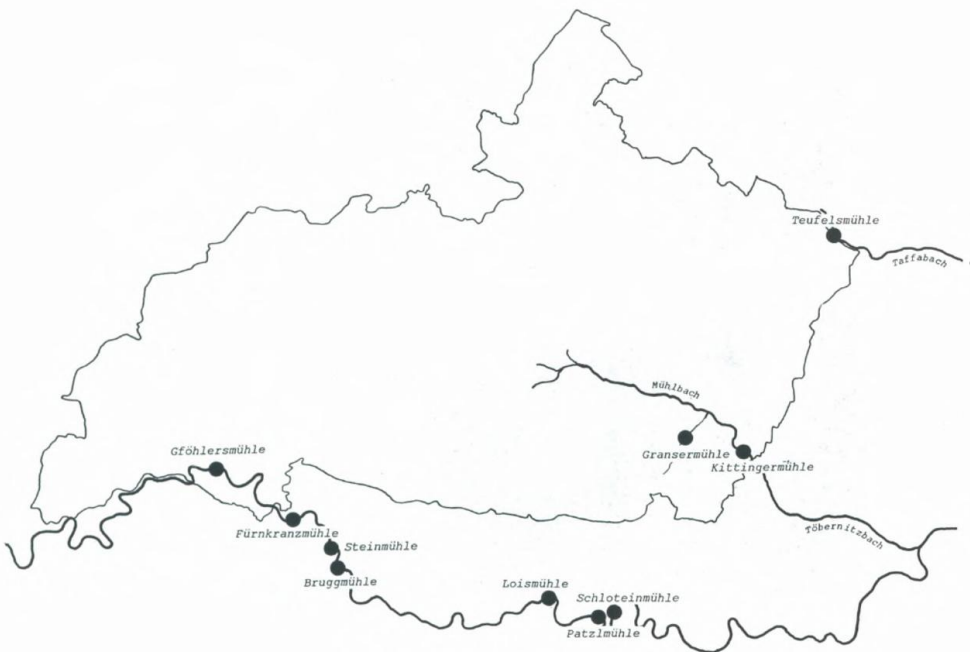 Teufelsmühle
Taffabach
Mühlbach
Gransermühle
Kittingermühle
Gföhlersmühle
Fürnkranzmühle
Töbernitzbach
Steinmühle
Bruggmühle
Loismühle
Schloteinmühle
Patzlmühle